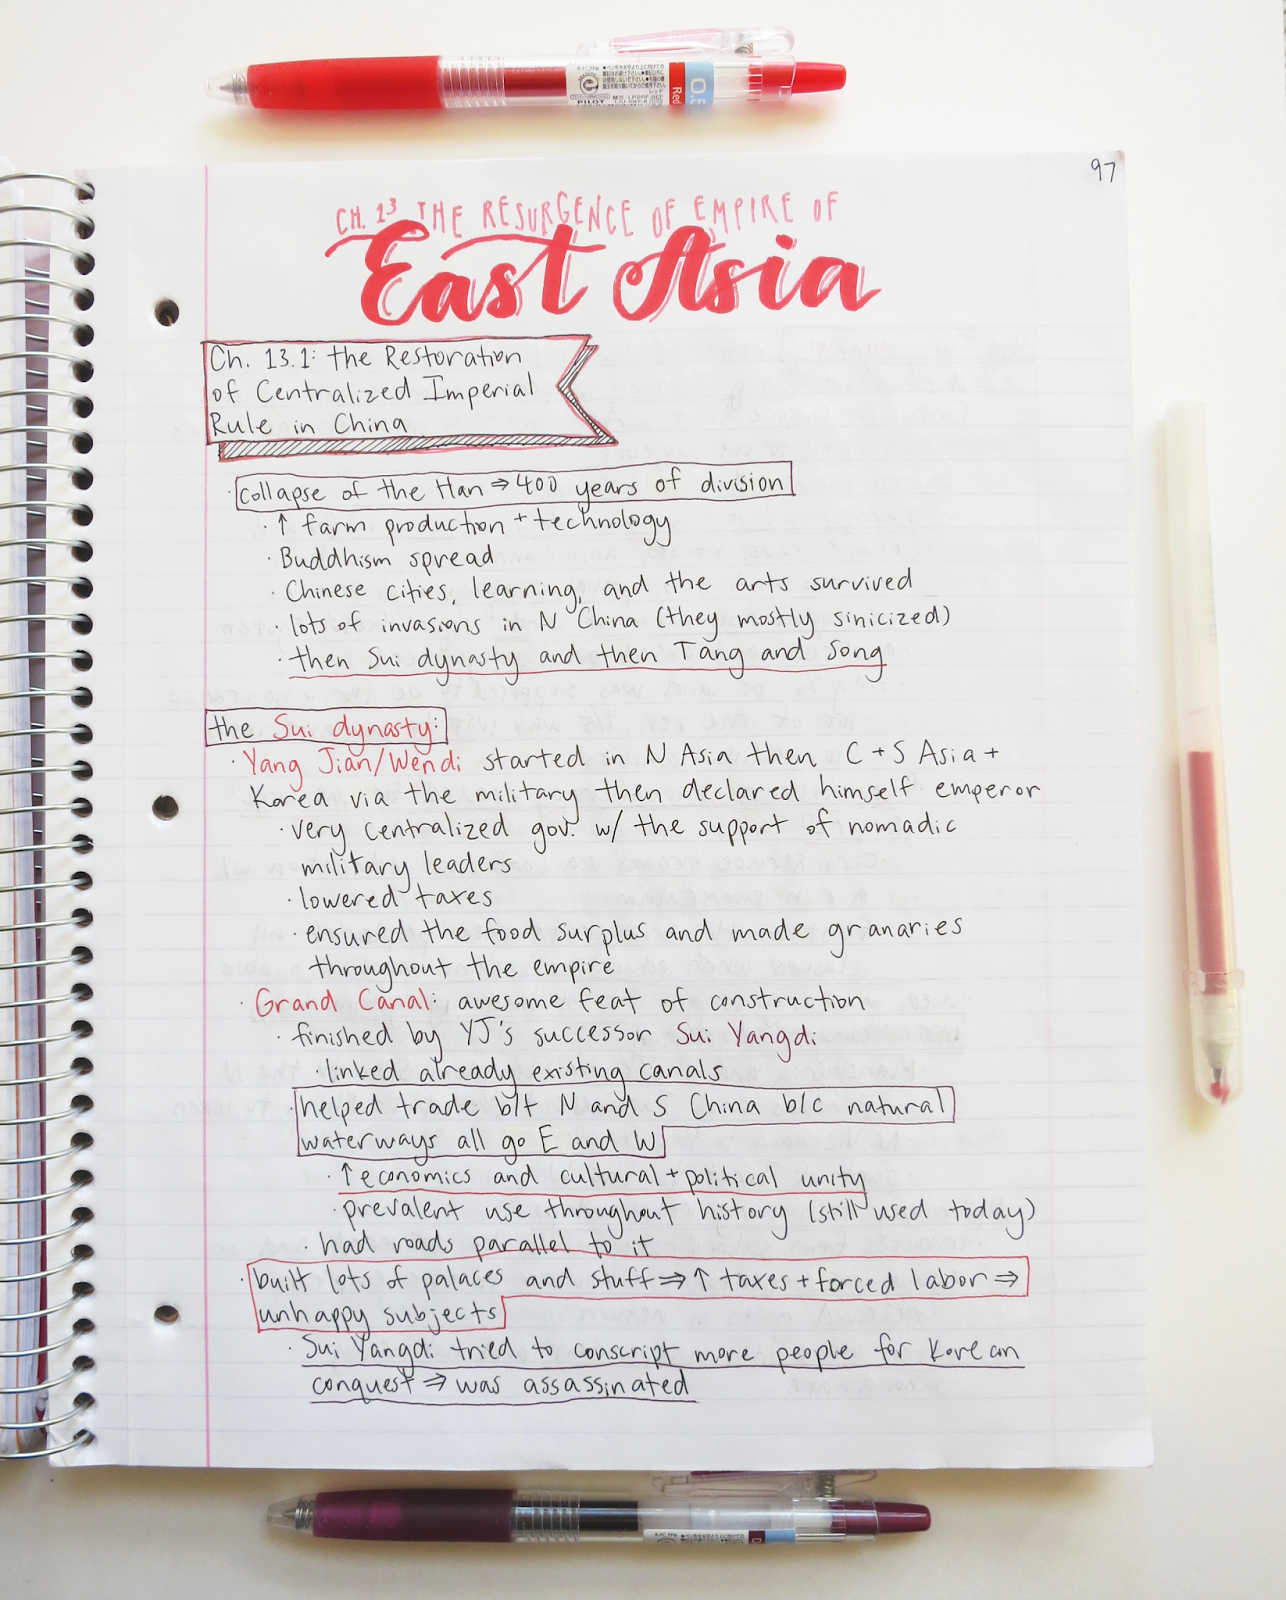 O.5
Red
PILOT
97
CH. 13 THE RESURGENCE OF EMPIRE OF
East Asia
Ch. 13.1: the Restoration
of Centralized Imperial
Rule in China
· collapse of the Han ⇒ 400 years of division
· ↑ farm production + technology
· Buddhism spread
· Chinese cities, learning, and the arts survived
· lots of invasions in N China (they mostly sinicized)
· then Sui dynasty and then Tang and Song
the Sui dynasty:
· Yang Jian/Wendi started in N Asia then C + S Asia +
Korea via the military then declared himself emperor
· very centralized gov. w/ the support of nomadic
military leaders
· lowered taxes
· ensured the food surplus and made granaries
throughout the empire
· Grand Canal: awesome feat of construction
· finished by YJ's successor Sui Yangdi
· linked already existing canals
· helped trade b/t N and S China b/c natural
waterways all go E and W
· ↑ economics and cultural + political unity
· prevalent use throughout history (still used today)
· had roads parallel to it
· built lots of palaces and stuff ⇒ ↑ taxes + forced labor ⇒
unhappy subjects
· Sui Yangdi tried to conscript more people for Korean
conquest ⇒ was assassinated